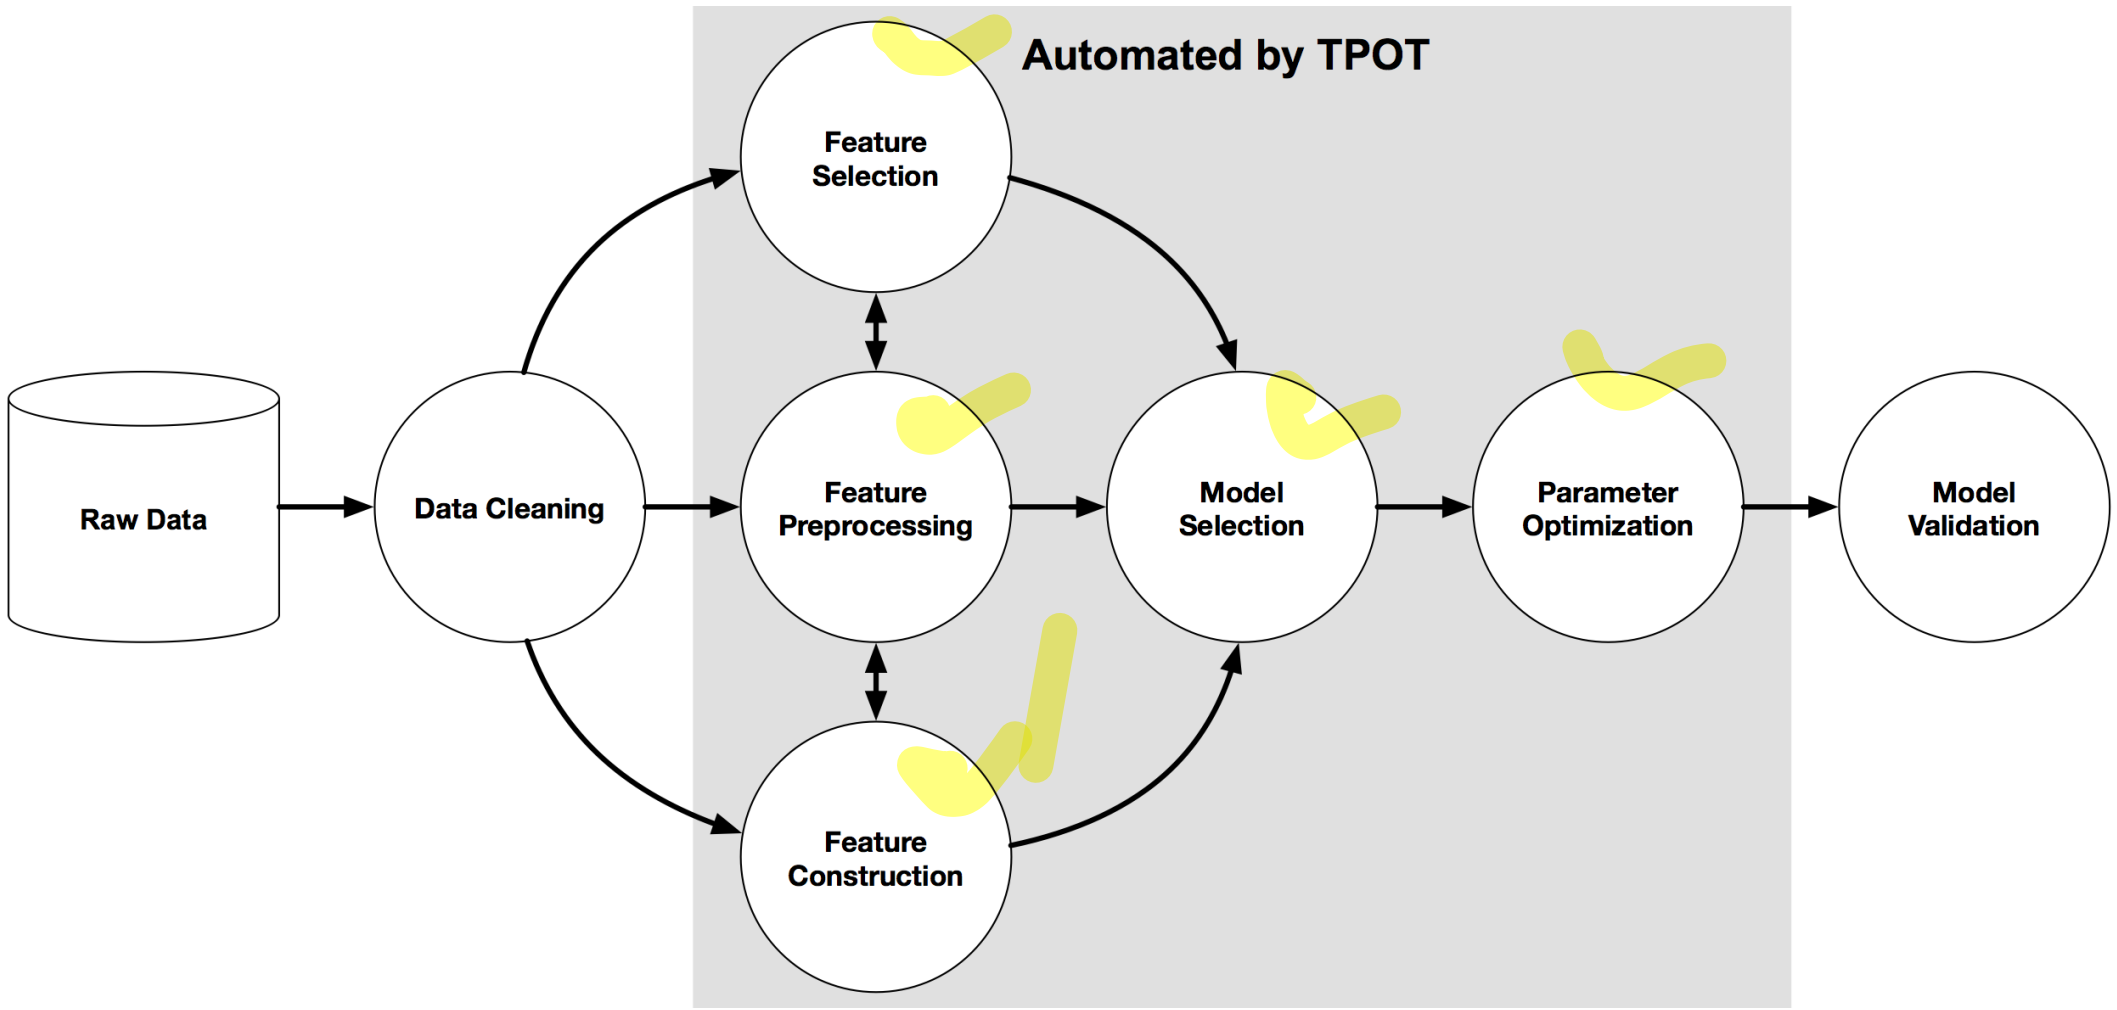 Automated by TPOT
Feature
Selection
Raw Data
Data Cleaning
Feature
Preprocessing
Model
Selection
Parameter
Optimization
Model
Validation
Feature
Construction